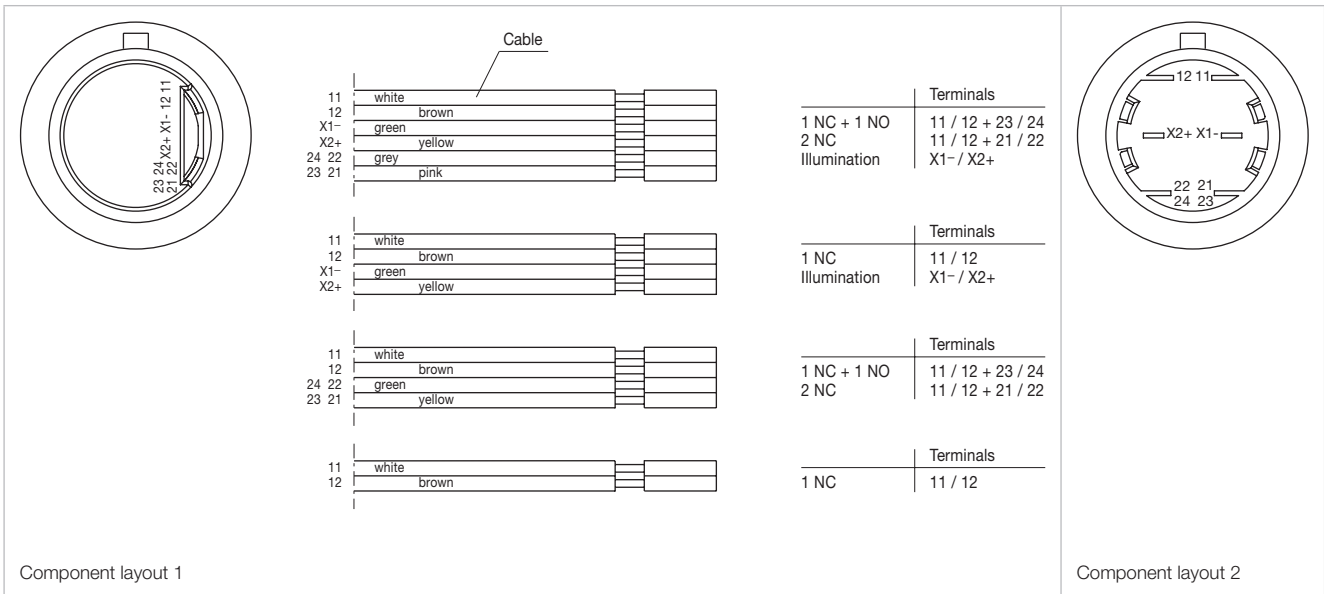 Cable
23 24 X2+ X1- 12 11
21 22
11 white
12 brown
X1− green
X2+ yellow
24 22 grey
23 21 pink
Terminals
1 NC + 1 NO 11 / 12 + 23 / 24
2 NC 11 / 12 + 21 / 22
Illumination X1− / X2+
11 white
12 brown
X1− green
X2+ yellow
Terminals
1 NC 11 / 12
Illumination X1− / X2+
11 white
12 brown
24 22 green
23 21 yellow
Terminals
1 NC + 1 NO 11 / 12 + 23 / 24
2 NC 11 / 12 + 21 / 22
11 white
12 brown
Terminals
1 NC 11 / 12
Component layout 1
12 11
X2+ X1-
22 21
24 23
Component layout 2